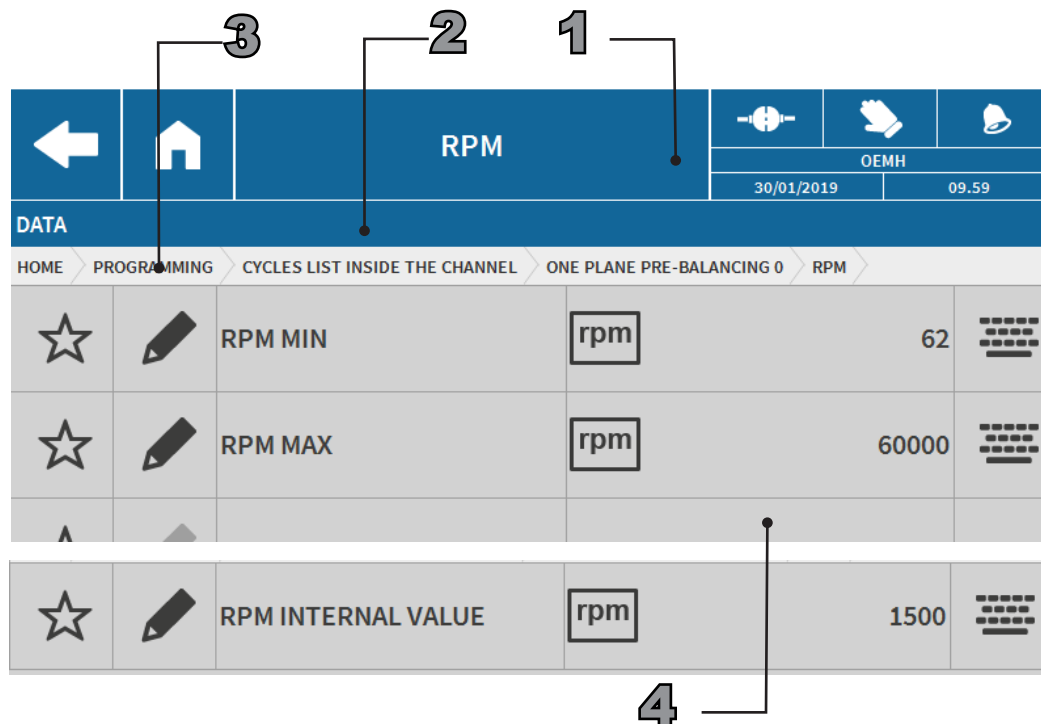 3 2 1
RPM
OEMH
30/01/2019 09.59
DATA
HOME PROGRAMMING CYCLES LIST INSIDE THE CHANNEL ONE PLANE PRE-BALANCING 0 RPM
RPM MIN rpm 62
RPM MAX rpm 60000
RPM INTERNAL VALUE rpm 1500
4